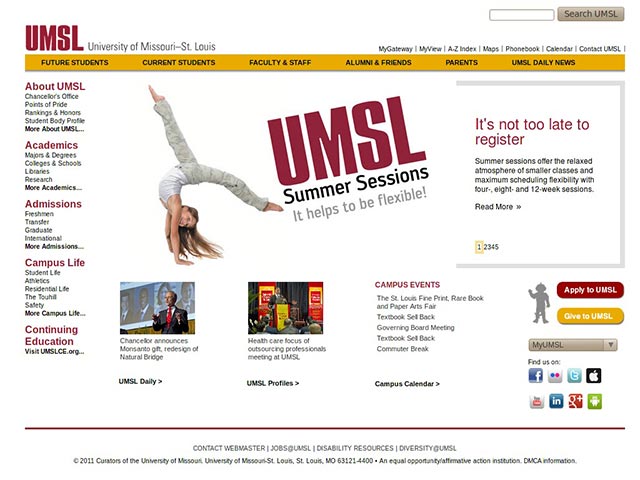 Search UMSL
UMSL University of Missouri–St. Louis
MyGateway | MyView | A-Z Index | Maps | Phonebook | Calendar | Contact UMSL |
FUTURE STUDENTS CURRENT STUDENTS FACULTY & STAFF ALUMNI & FRIENDS PARENTS UMSL DAILY NEWS
About UMSL
Chancellor's Office
Points of Pride
Rankings & Honors
Student Body Profile
More About UMSL...
Academics
Majors & Degrees
Colleges & Schools
Libraries
Research
More Academics...
Admissions
Freshmen
Transfer
Graduate
International
More Admissions...
Campus Life
Student Life
Athletics
Residential Life
The Touhill
Safety
More Campus Life...
Continuing
Education
Visit UMSLCE.org...
UMSL
Summer Sessions
It helps to be flexible!
It's not too late to
register
Summer sessions offer the relaxed
atmosphere of smaller classes and
maximum scheduling flexibility with
four-, eight- and 12-week sessions.
Read More »
1 2 3 4 5
Chancellor announces
Monsanto gift, redesign of
Natural Bridge
UMSL Daily >
Health care focus of
outsourcing professionals
meeting at UMSL
UMSL Profiles >
CAMPUS EVENTS
The St. Louis Fine Print, Rare Book
and Paper Arts Fair
Textbook Sell Back
Governing Board Meeting
Textbook Sell Back
Commuter Break
Campus Calendar >
Apply to UMSL
Give to UMSL
MyUMSL
Find us on:
CONTACT WEBMASTER | JOBS@UMSL | DISABILITY RESOURCES | DIVERSITY@UMSL
© 2011 Curators of the University of Missouri. University of Missouri-St. Louis, St. Louis, MO 63121-4400 • An equal opportunity/affirmative action institution. DMCA information.